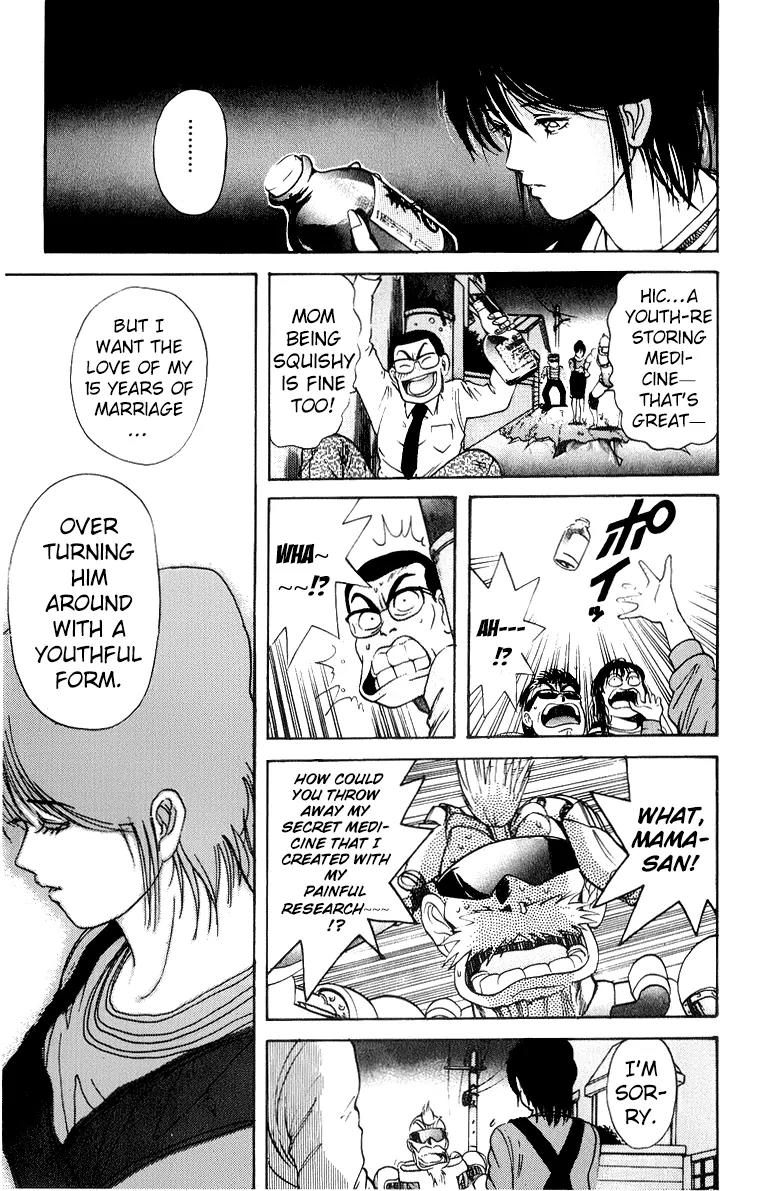 ………
HIC...A
YOUTH-RE
STORING
MEDI-
CINE—
THAT'S
GREAT—
MOM
BEING
SQUISHY
IS FINE
TOO!
ポイッ
AH---
!?
WHA~
~~!?
WHAT,
MAMA-
SAN!
HOW COULD
YOU THROW
AWAY MY
SECRET MEDI-
CINE THAT I
CREATED WITH
MY
PAINFUL
RESEARCH~~~
!?
I'M
SOR-
RY.
BUT I
WANT THE
LOVE OF MY
15 YEARS OF
MARRIAGE
...
OVER
TURNING
HIM
AROUND
WITH A
YOUTHFUL
FORM.